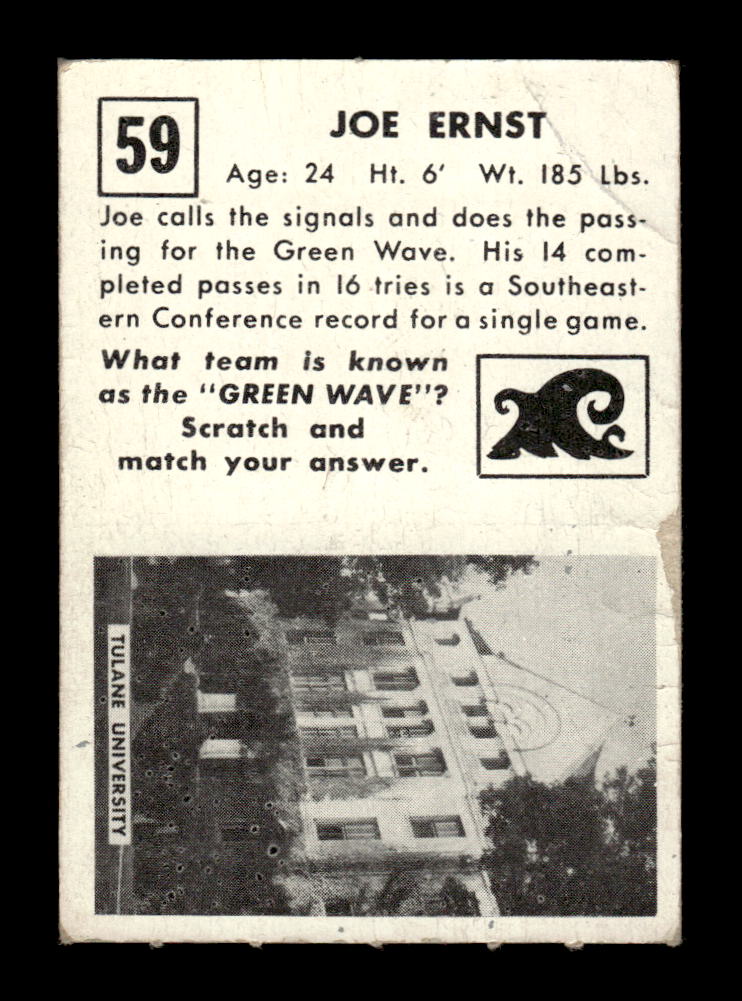 59
JOE ERNST
Age: 24 Ht. 6' Wt. 185 Lbs.
Joe calls the signals and does the pass-
ing for the Green Wave. His 14 com-
pleted passes in 16 tries is a Southeast-
ern Conference record for a single game.
What team is known
as the "GREEN WAVE"?
Scratch and
match your answer.
TULANE UNIVERSITY